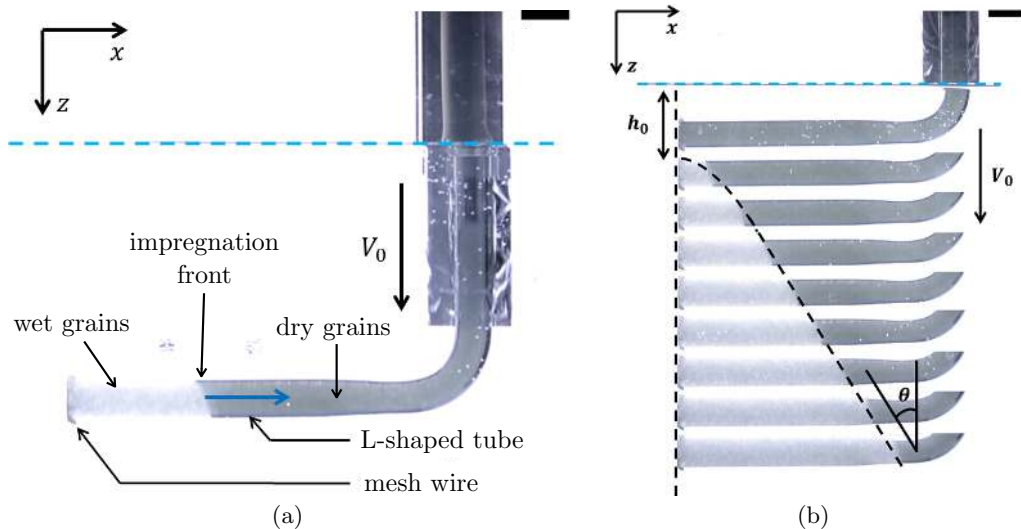 x
z
V₀
impregnation
front
wet grains
dry grains
L-shaped tube
mesh wire
(a)
x
z
h₀
V₀
θ
(b)